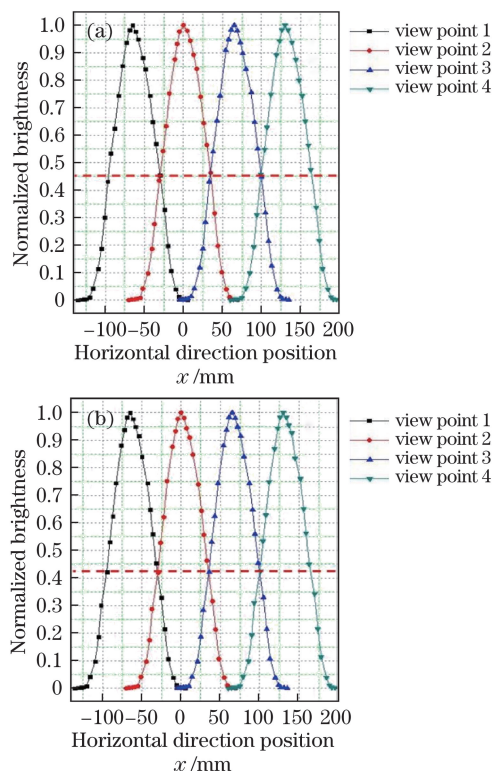 (a)
1.0
0.9
0.8
0.7
0.6
0.5
0.4
0.3
0.2
0.1
0
Normalized brightness
−100 −50 0 50 100 150 200
Horizontal direction position
x /mm
view point 1
view point 2
view point 3
view point 4
(b)
1.0
0.9
0.8
0.7
0.6
0.5
0.4
0.3
0.2
0.1
0
Normalized brightness
−100 −50 0 50 100 150 200
Horizontal direction position
x /mm
view point 1
view point 2
view point 3
view point 4